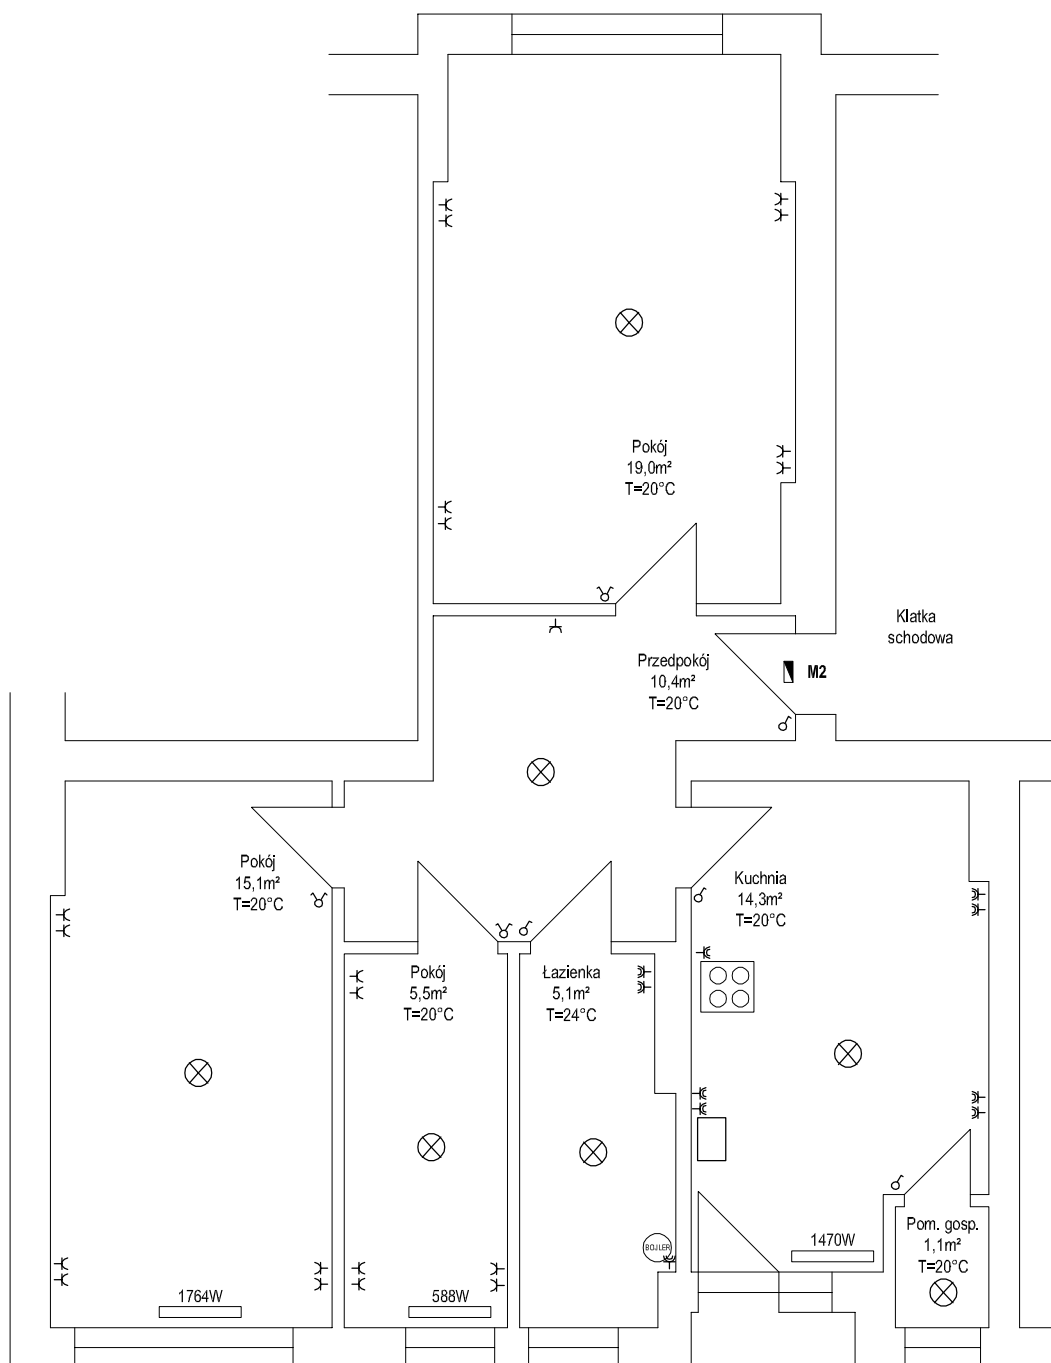 Pokój
19,0m²
T=20°C
Klatka
schodowa
Przedpokój
10,4m²
T=20°C
M2
Pokój
15,1m²
T=20°C
Kuchnia
14,3m²
T=20°C
Pokój
5,5m²
T=20°C
Łazienka
5,1m²
T=24°C
Pom. gosp.
1,1m²
T=20°C
BOJLER
1470W
1764W
588W